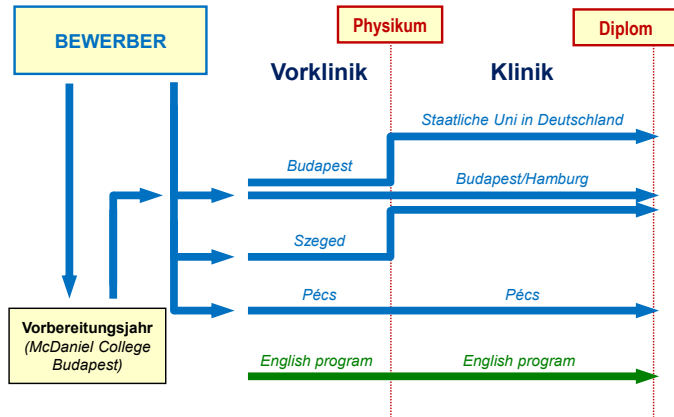 BEWERBER
Physikum
Diplom
Vorklinik
Klinik
Staatliche Uni in Deutschland
Budapest
Budapest/Hamburg
Szeged
Pécs
Pécs
Vorbereitungsjahr
(McDaniel College
Budapest)
English program
English program